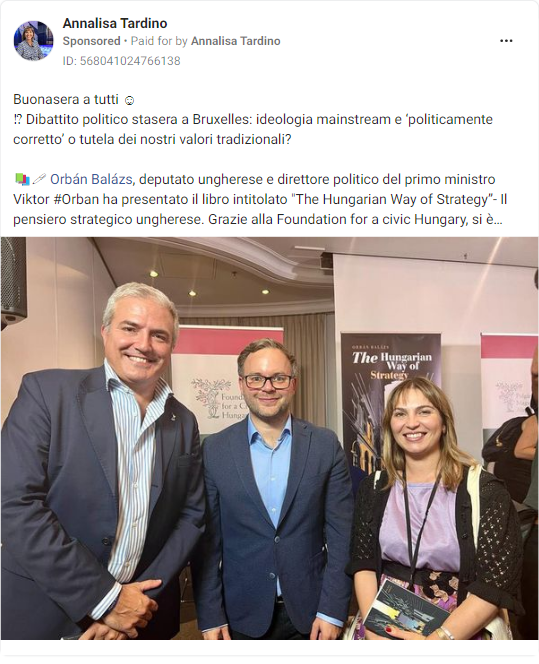 Annalisa Tardino
Sponsored • Paid for by Annalisa Tardino
ID: 568041024766138
Buonasera a tutti ☺
⁉ Dibattito politico stasera a Bruxelles: ideologia mainstream e ‘politicamente
corretto’ o tutela dei nostri valori tradizionali?
Orbán Balázs, deputato ungherese e direttore politico del primo ministro
Viktor #Orban ha presentato il libro intitolato "The Hungarian Way of Strategy”- Il
pensiero strategico ungherese. Grazie alla Foundation for a civic Hungary, si è...
ORBÁN BALÁZS
The Hungarian
Way of
Strategy
Found
for a C
Hungar